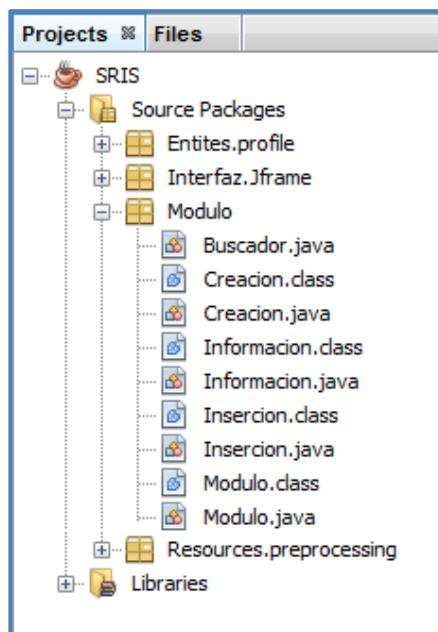 Projects Files
SRIS
Source Packages
Entites.profile
Interfaz.Jframe
Modulo
Buscador.java
Creacion.class
Creacion.java
Informacion.class
Informacion.java
Insercion.class
Insercion.java
Modulo.class
Modulo.java
Resources.preprocessing
Libraries